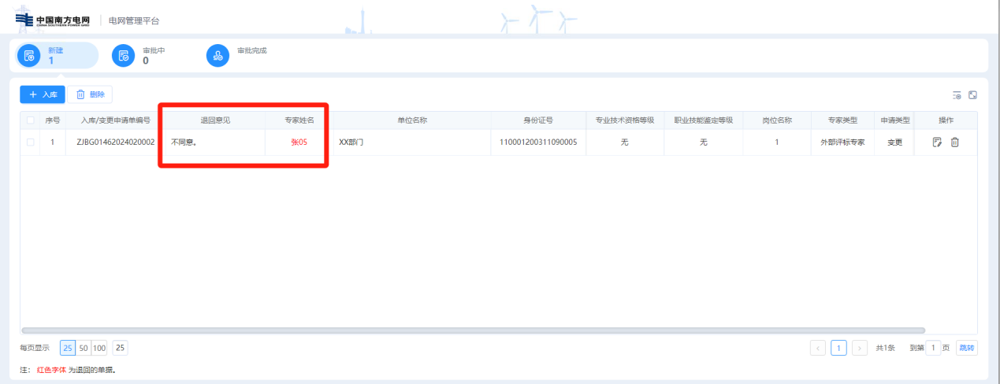 中国南方电网 电网管理平台
CHINA SOUTHERN POWER GRID
新建 审批中 审批完成
1 0
+ 入库 删除
序号 入库/变更申请单编号 退回意见 专家姓名 单位名称 身份证号 专业技术资格等级 职业技能鉴定等级 岗位名称 专家类型 申请类型 操作
1 ZJBG01462024020002 不同意。 张05 XX部门 110001200311090005 无 无 1 外部评标专家 变更
每页显示 25 50 100 25 < 1 > 共1条 到第 1 页 跳转
注: 红色字体 为退回的单据。